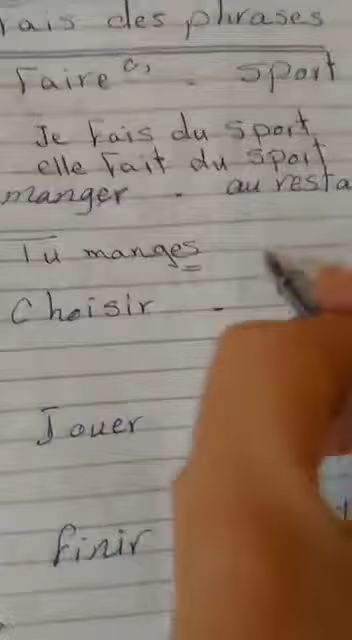 fais des phrases
Faire - sport
Je fais du sport
elle fait du sport
manger - au resta
Tu manges
Choisir -
Jouer
finir